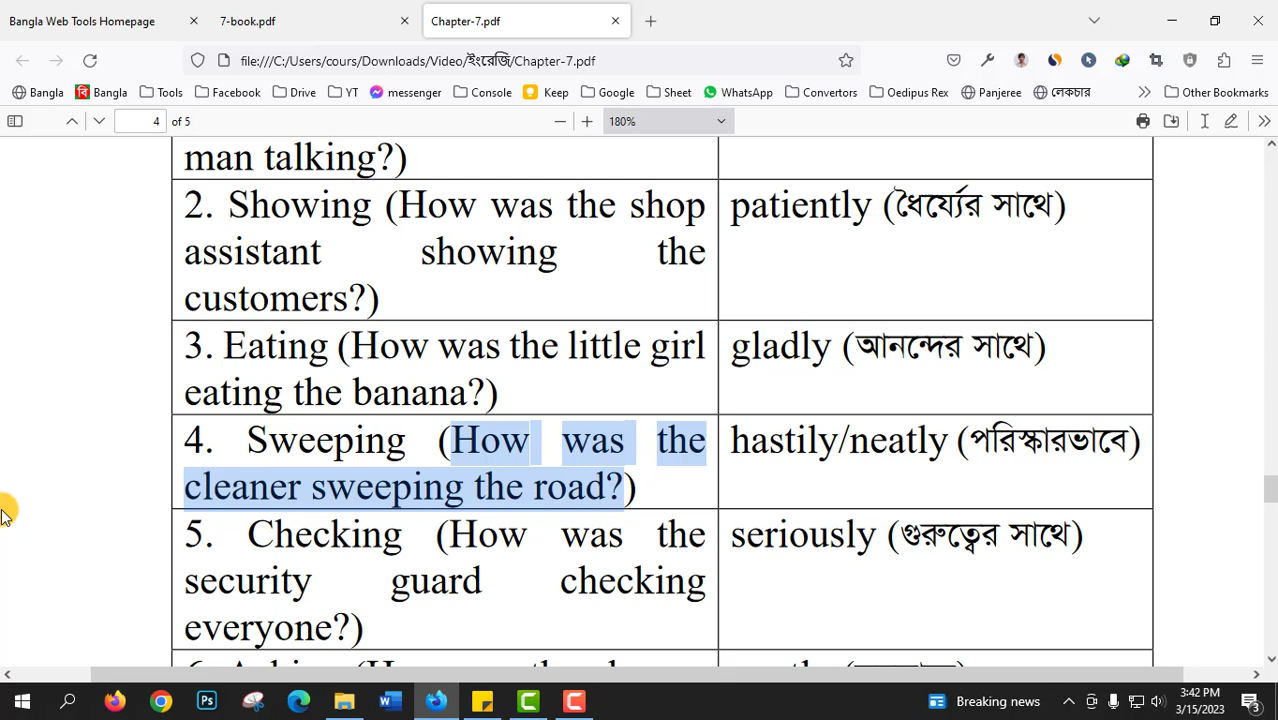 Bangla Web Tools Homepage
7-book.pdf
Chapter-7.pdf
file:///C:/Users/cours/Downloads/Video/ইংরেজি/Chapter-7.pdf
Bangla
Bangla
Tools
Facebook
Drive
YT
messenger
Console
Keep
Google
Sheet
WhatsApp
Convertors
Oedipus Rex
Panjeree
লেকচার
Other Bookmarks
4 of 5
180%
man talking?)
2. Showing (How was the shop
assistant showing the
customers?)
patiently (ধৈর্য্যের সাথে)
3. Eating (How was the little girl
eating the banana?)
gladly (আনন্দের সাথে)
4. Sweeping (How was the
cleaner sweeping the road?)
hastily/neatly (পরিস্কারভাবে)
5. Checking (How was the
security guard checking
everyone?)
seriously (গুরুত্বের সাথে)
Breaking news
3:42 PM
3/15/2023
3